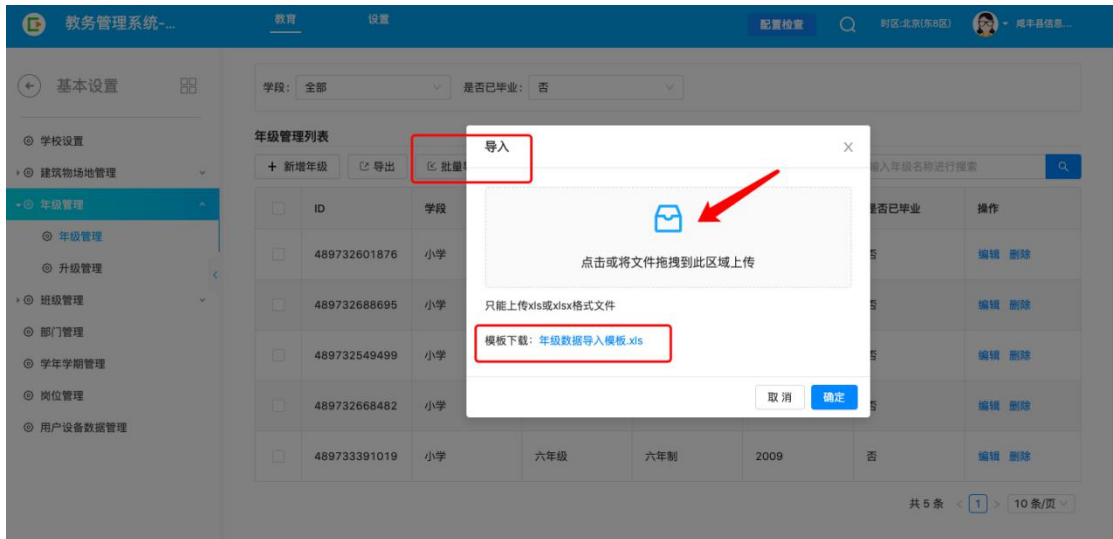 教务管理系统-...
教育
设置
配置检查
时区:北京(东8区)
咸丰县信息...
基本设置
学校设置
建筑物场地管理
年级管理
年级管理
升级管理
班级管理
部门管理
学年学期管理
岗位管理
用户设备数据管理
学段: 全部
是否已毕业: 否
年级管理列表
+ 新增年级
导出
批量
输入年级名称进行搜索
ID 学段 是否已毕业 操作
489732601876 小学 否 编辑 删除
489732688695 小学 否 编辑 删除
489732549499 小学 否 编辑 删除
489732668482 小学 否 编辑 删除
489733391019 小学 六年级 六年制 2009 否 编辑 删除
共 5 条 < 1 > 10 条/页
导入
点击或将文件拖拽到此区域上传
只能上传xls或xlsx格式文件
模板下载: 年级数据导入模板.xls
取消 确定